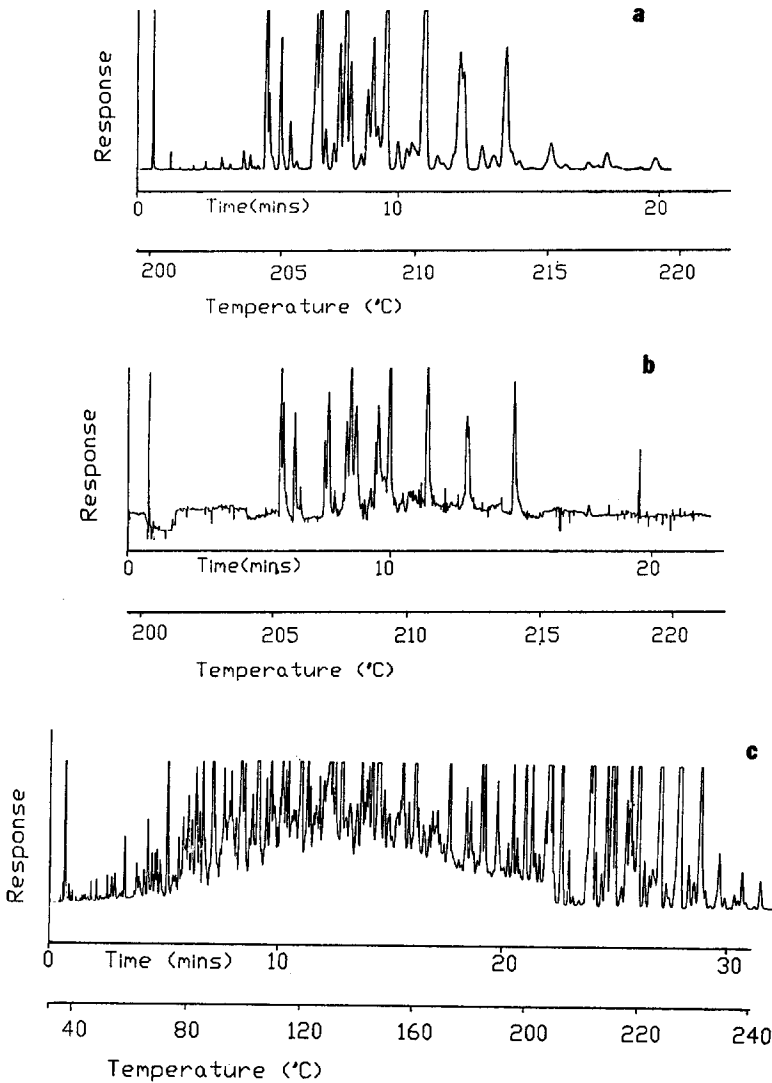 a
Response
0 10 20
Time(mins)
200 205 210 215 220
Temperature (°C)
b
Response
0 10 20
Time(mins)
200 205 210 215 220
Temperature (°C)
c
Response
0 10 20 30
Time (mins)
40 80 120 160 200 220 240
Temperature (°C)